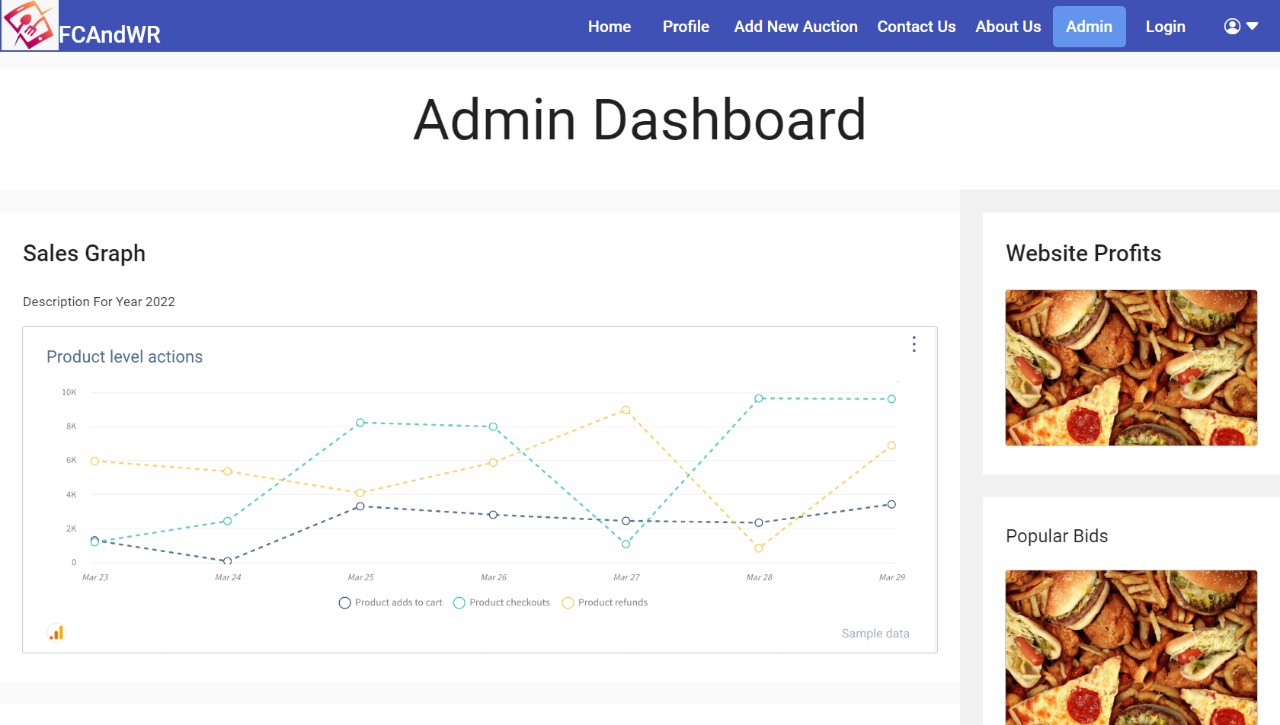 FCAndWR
Home Profile Add New Auction Contact Us About Us Admin Login
Admin Dashboard
Sales Graph
Description For Year 2022
Product level actions
10K
8K
6K
4K
2K
0
Mar 23 Mar 24 Mar 25 Mar 26 Mar 27 Mar 28 Mar 29
Product adds to cart Product checkouts Product refunds
Sample data
Website Profits
Popular Bids